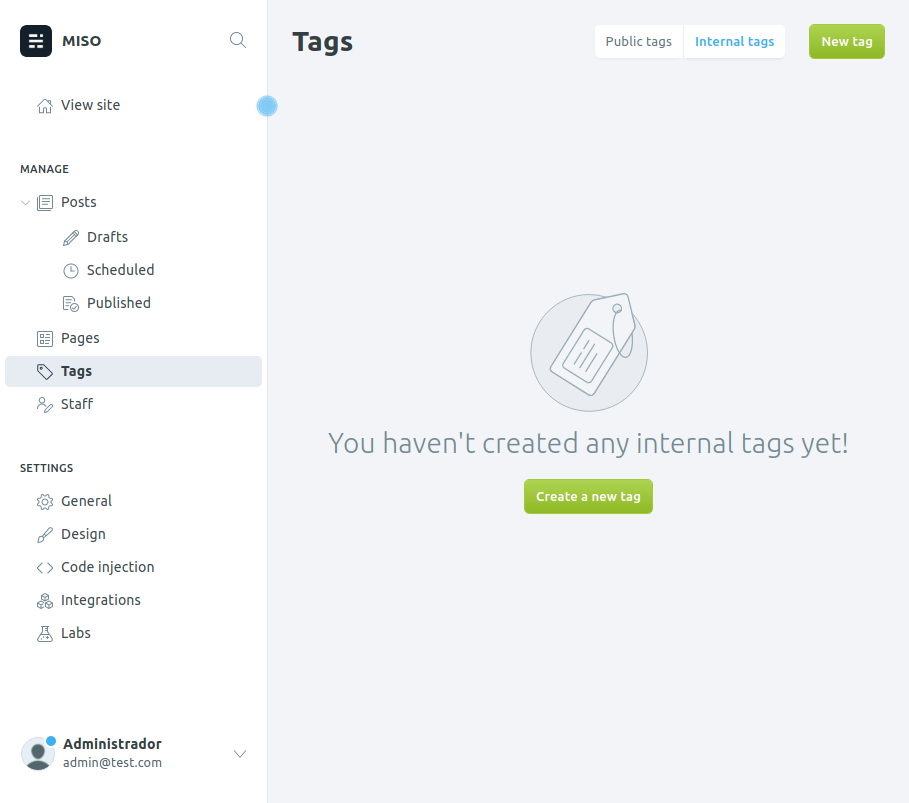 MISO
View site
MANAGE
Posts
Drafts
Scheduled
Published
Pages
Tags
Staff
SETTINGS
General
Design
Code injection
Integrations
Labs
Administrador
admin@test.com
Tags
Public tags
Internal tags
New tag
You haven't created any internal tags yet!
Create a new tag